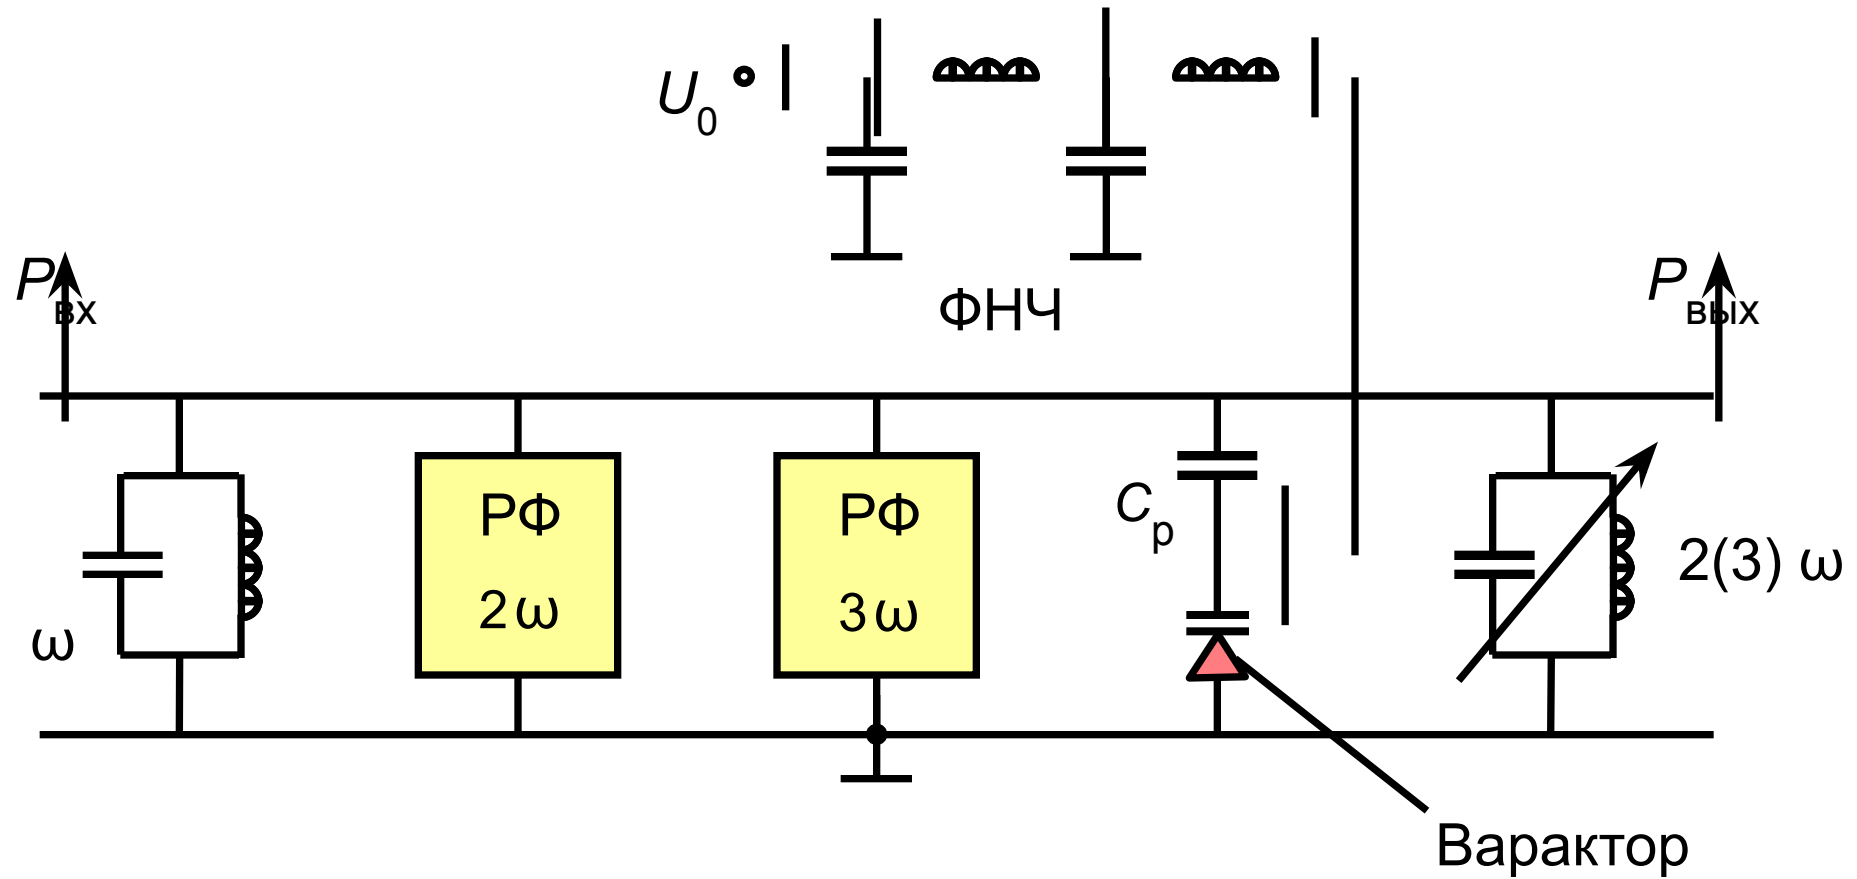 U0
Pвх
ФНЧ
Pвых
РФ
2ω
РФ
3ω
Cр
2(3) ω
ω
Варактор